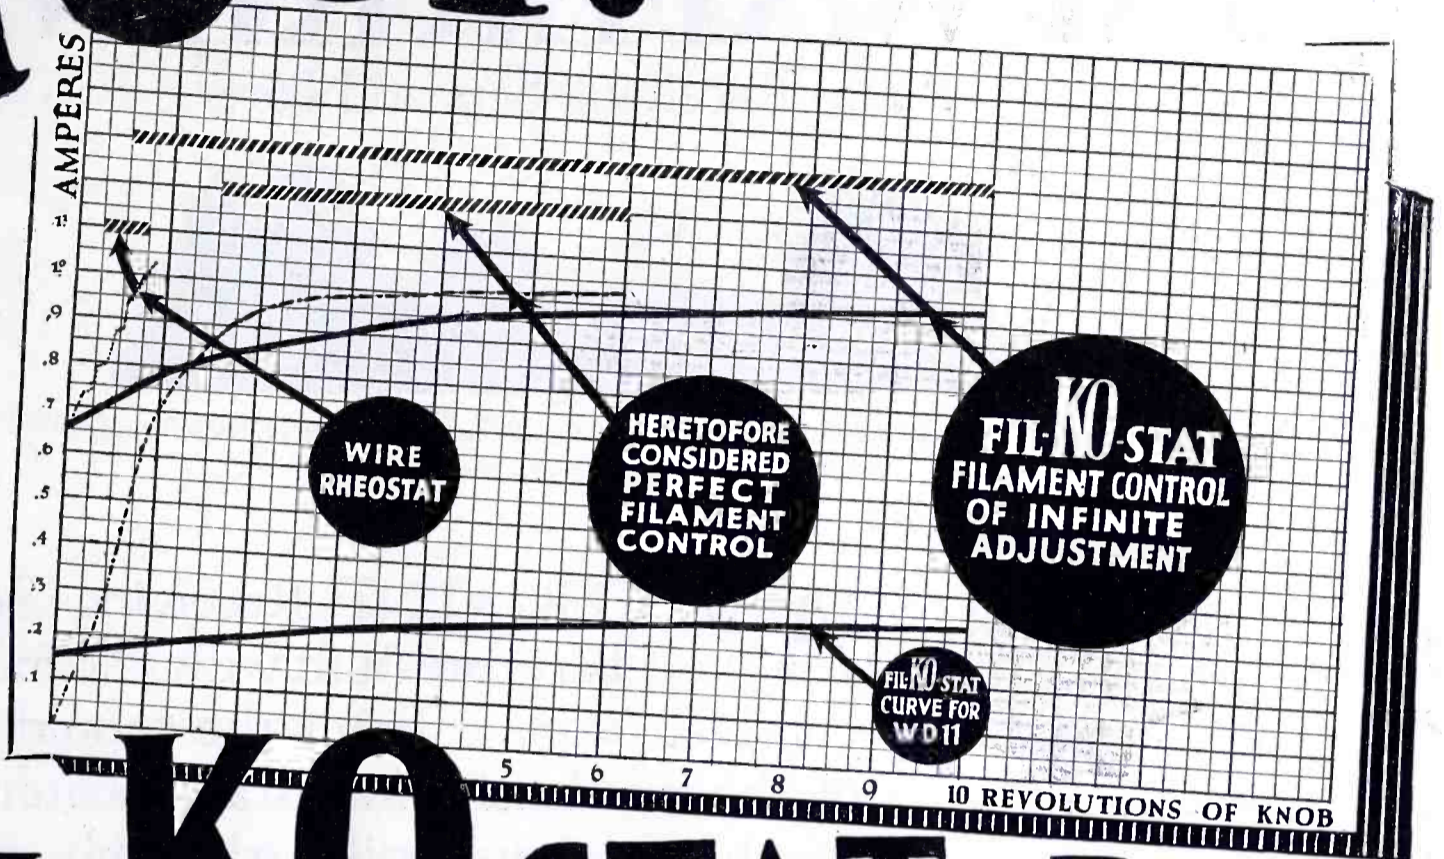 AMPERES
1.1
1.0
.9
.8
.7
.6
.5
.4
.3
.2
.1
WIRE
RHEOSTAT
HERETOFORE
CONSIDERED
PERFECT
FILAMENT
CONTROL
FIL-KO-STAT
FILAMENT CONTROL
OF INFINITE
ADJUSTMENT
FIL-KO-STAT
CURVE FOR
WD11
5 6 7 8 9 10 REVOLUTIONS OF KNOB
KO